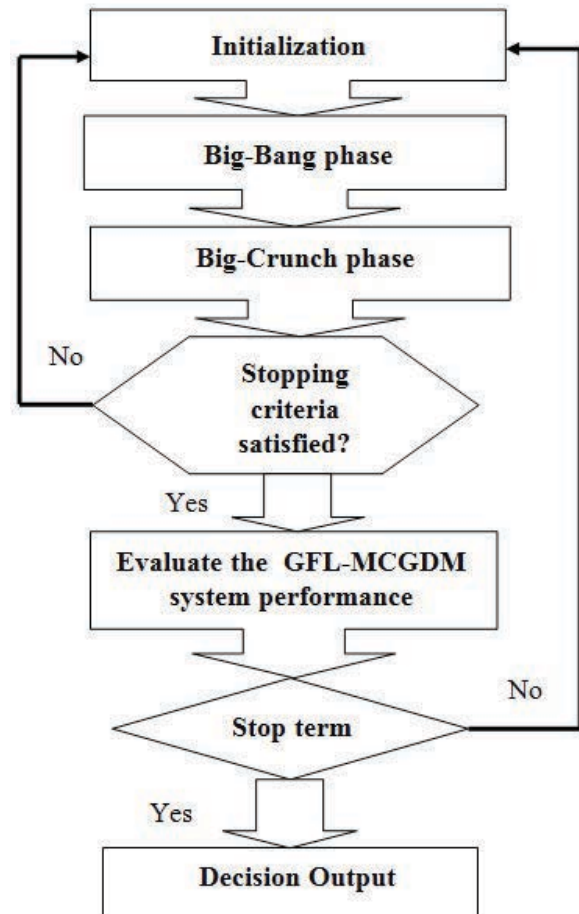 Initialization
Big-Bang phase
Big-Crunch phase
No
Stopping
criteria
satisfied?
Yes
Evaluate the GFL-MCGDM
system performance
No
Stop term
Yes
Decision Output